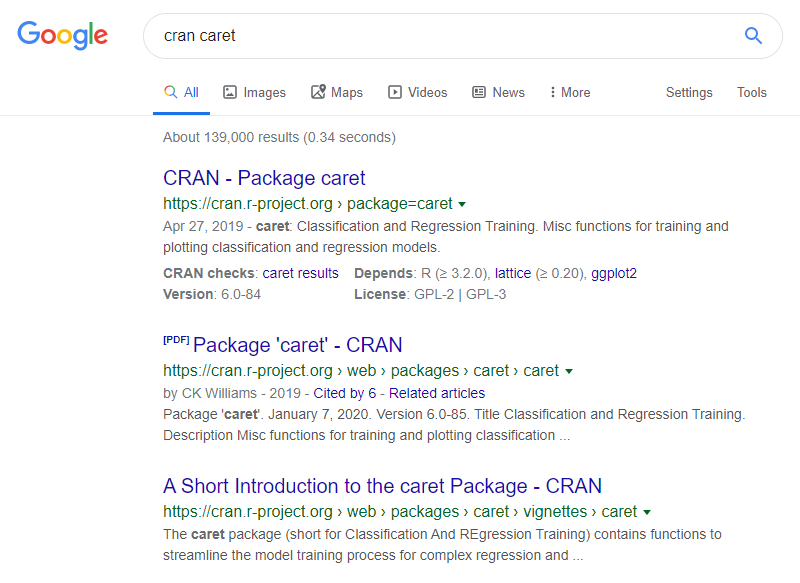 Google
cran caret
All Images Maps Videos News More Settings Tools
About 139,000 results (0.34 seconds)
CRAN - Package caret
https://cran.r-project.org › package=caret
Apr 27, 2019 - caret: Classification and Regression Training. Misc functions for training and
plotting classification and regression models.
CRAN checks: caret results Depends: R (≥ 3.2.0), lattice (≥ 0.20), ggplot2
Version: 6.0-84 License: GPL-2 | GPL-3
[PDF] Package 'caret' - CRAN
https://cran.r-project.org › web › packages › caret › caret
by CK Williams - 2019 - Cited by 6 - Related articles
Package 'caret'. January 7, 2020. Version 6.0-85. Title Classification and Regression Training.
Description Misc functions for training and plotting classification ...
A Short Introduction to the caret Package - CRAN
https://cran.r-project.org › web › packages › caret › vignettes › caret
The caret package (short for Classification And REgression Training) contains functions to
streamline the model training process for complex regression and ...